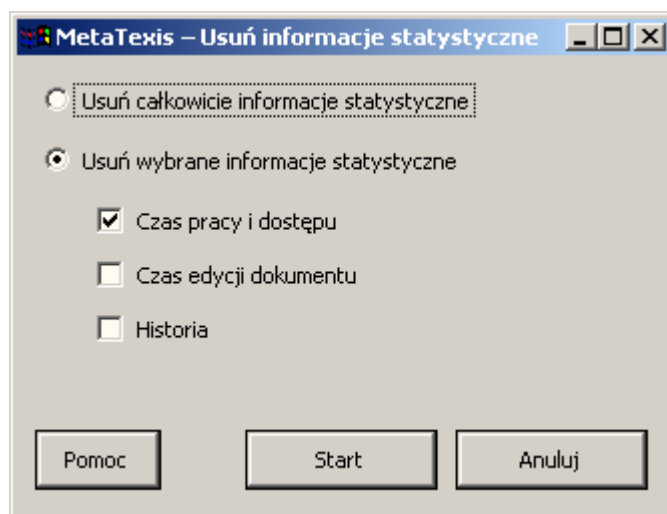 MetaTexis – Usuń informacje statystyczne
Usuń całkowicie informacje statystyczne
Usuń wybrane informacje statystyczne
Czas pracy i dostępu
Czas edycji dokumentu
Historia
Pomoc Start Anuluj